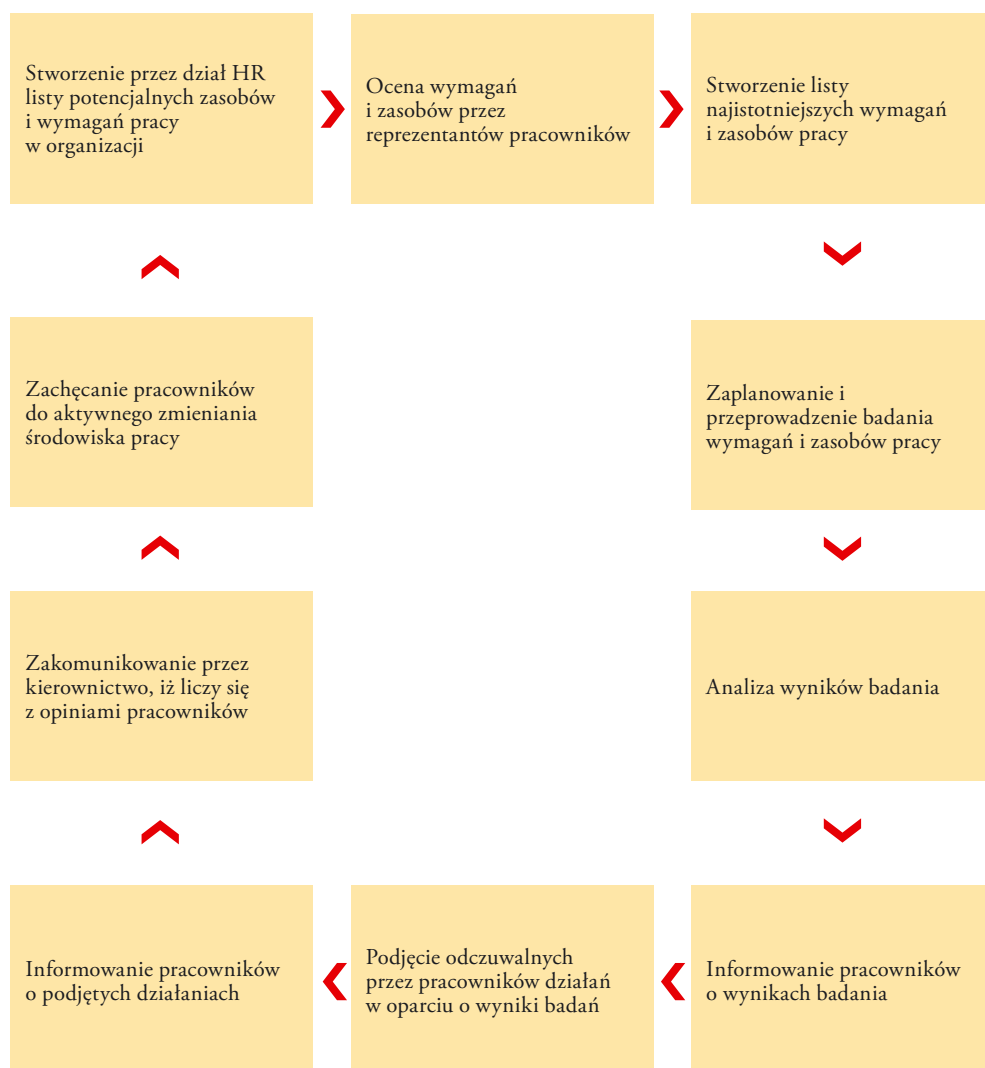 Stworzenie przez dział HR
listy potencjalnych zasobów
i wymagań pracy
w organizacji
Ocena wymagań
i zasobów przez
reprezentantów pracowników
Stworzenie listy
najistotniejszych wymagań
i zasobów pracy
Zaplanowanie i
przeprowadzenie badania
wymagań i zasobów pracy
Analiza wyników badania
Informowanie pracowników
o wynikach badania
Podjęcie odczuwalnych
przez pracowników działań
w oparciu o wyniki badań
Informowanie pracowników
o podjętych działaniach
Zakomunikowanie przez
kierownictwo, iż liczy się
z opiniami pracowników
Zachęcanie pracowników
do aktywnego zmieniania
środowiska pracy